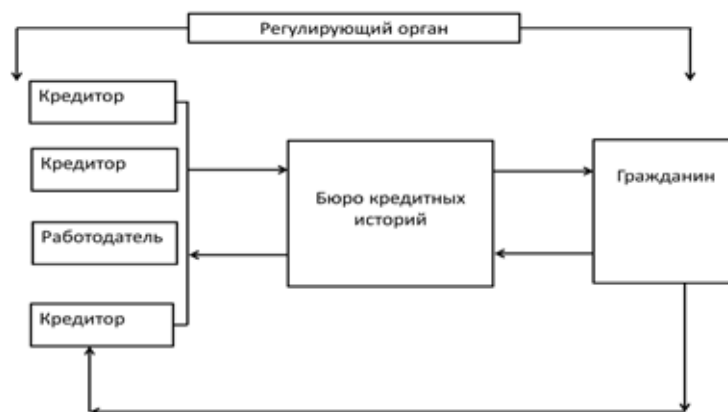 Регулирующий орган
Кредитор
Кредитор
Работодатель
Кредитор
Бюро кредитных
историй
Гражданин